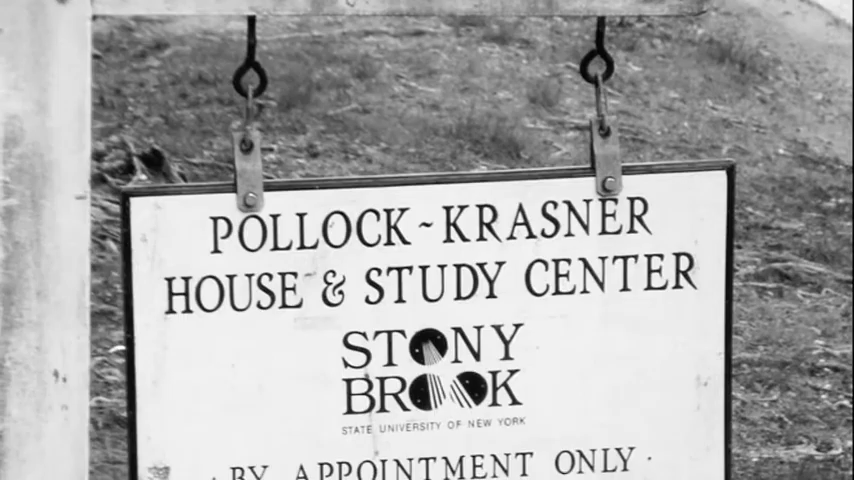 POLLOCK~KRASNER
HOUSE & STUDY CENTER
STONY
BROOK
STATE UNIVERSITY OF NEW YORK
· BY APPOINTMENT ONLY ·